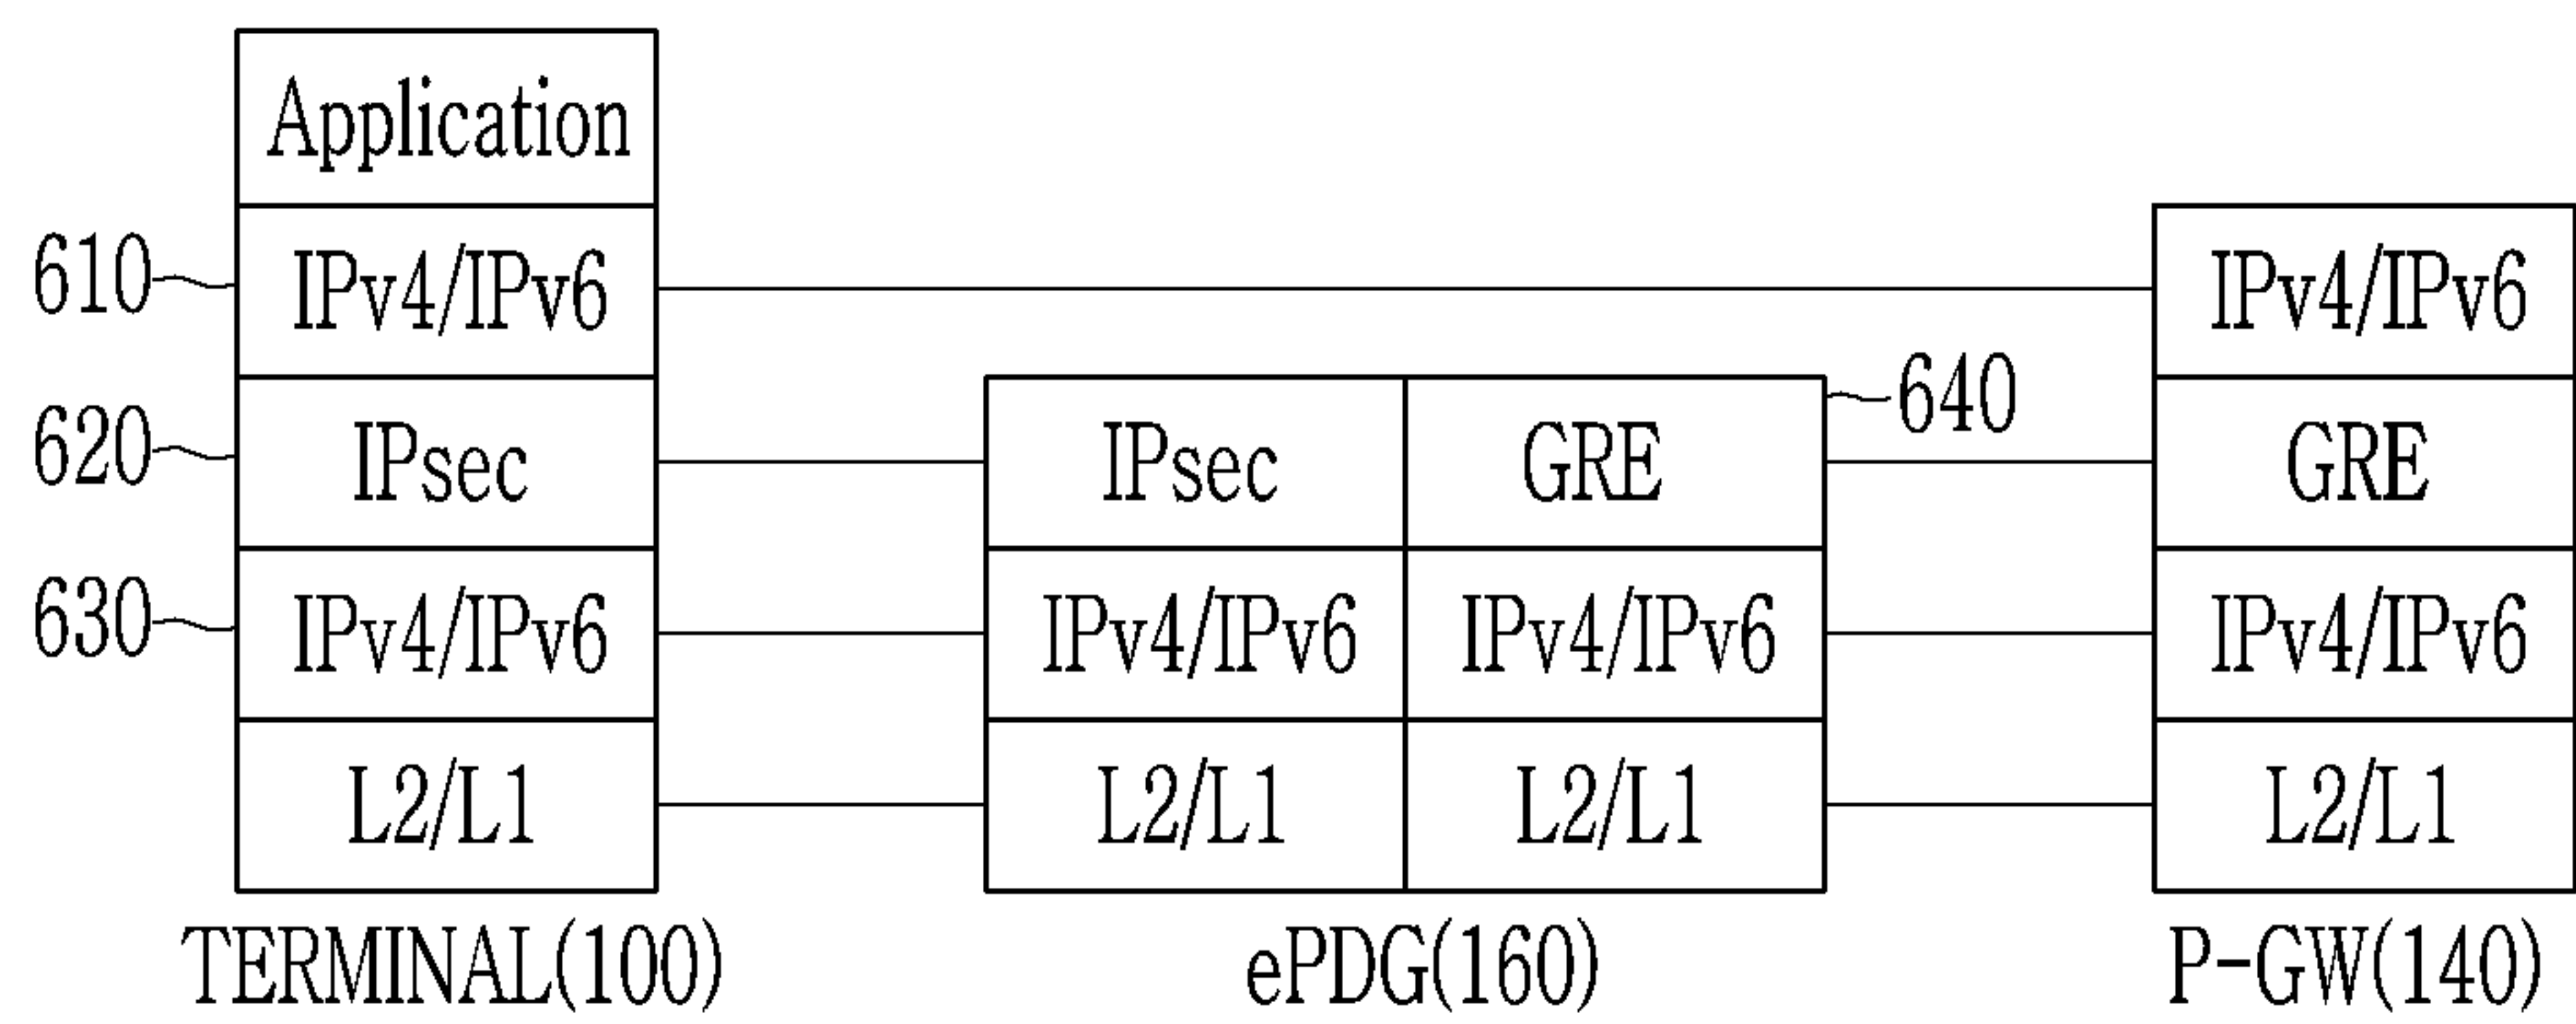 Application
610 IPv4/IPv6 IPv4/IPv6
620 IPsec IPsec GRE 640 GRE
630 IPv4/IPv6 IPv4/IPv6 IPv4/IPv6 IPv4/IPv6
L2/L1 L2/L1 L2/L1 L2/L1
TERMINAL(100) ePDG(160) P-GW(140)